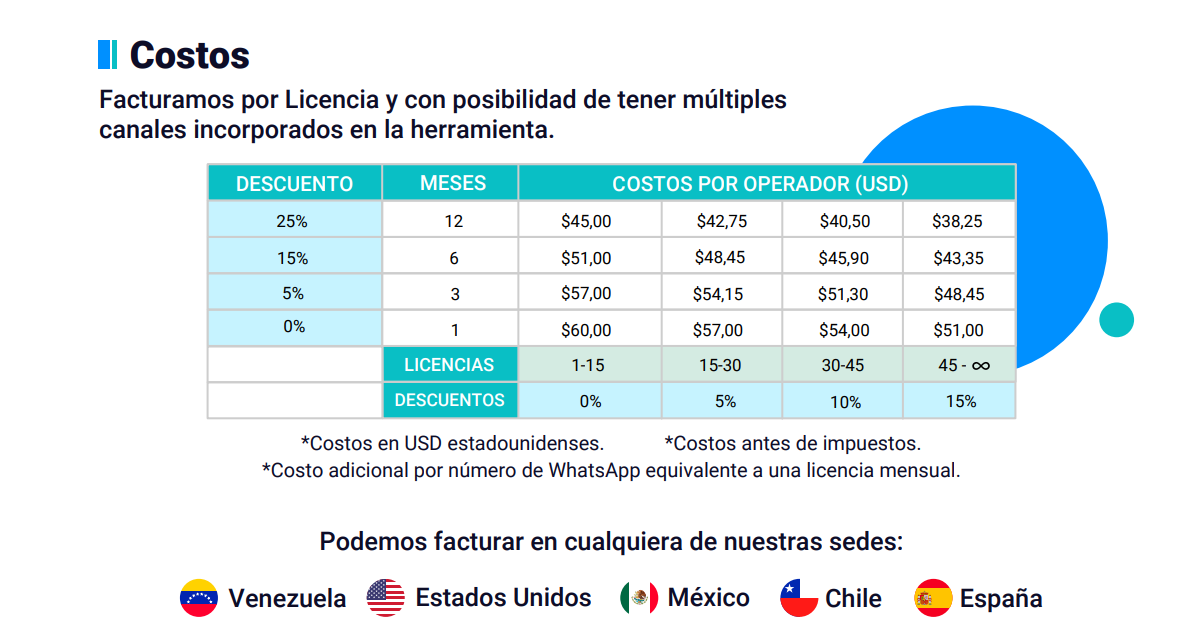 Costos
Facturamos por Licencia y con posibilidad de tener múltiples
canales incorporados en la herramienta.
DESCUENTO MESES COSTOS POR OPERADOR (USD)
25% 12 $45,00 $42,75 $40,50 $38,25
15% 6 $51,00 $48,45 $45,90 $43,35
5% 3 $57,00 $54,15 $51,30 $48,45
0% 1 $60,00 $57,00 $54,00 $51,00
LICENCIAS 1-15 15-30 30-45 45 - ∞
DESCUENTOS 0% 5% 10% 15%
*Costos en USD estadounidenses. *Costos antes de impuestos.
*Costo adicional por número de WhatsApp equivalente a una licencia mensual.
Podemos facturar en cualquiera de nuestras sedes:
Venezuela Estados Unidos México Chile España